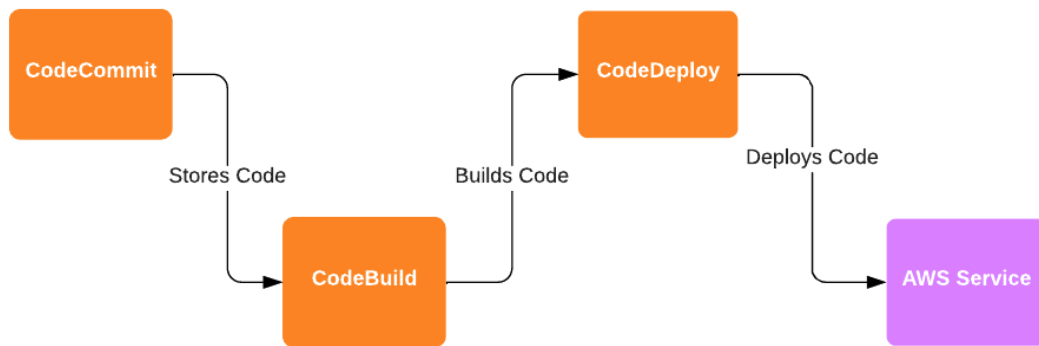 CodeCommit
Stores Code
CodeBuild
Builds Code
CodeDeploy
Deploys Code
AWS Service